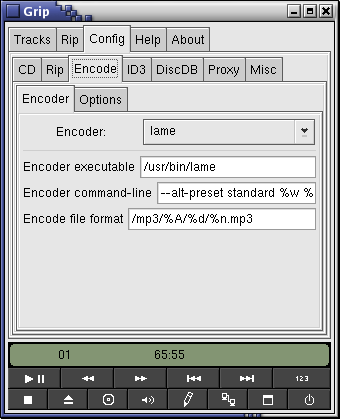 Grip
Tracks Rip Config Help About
CD Rip Encode ID3 DiscDB Proxy Misc
Encoder Options
Encoder: lame
Encoder executable /usr/bin/lame
Encoder command-line --alt-preset standard %w %
Encode file format /mp3/%A/%d/%n.mp3
01 65:55
123